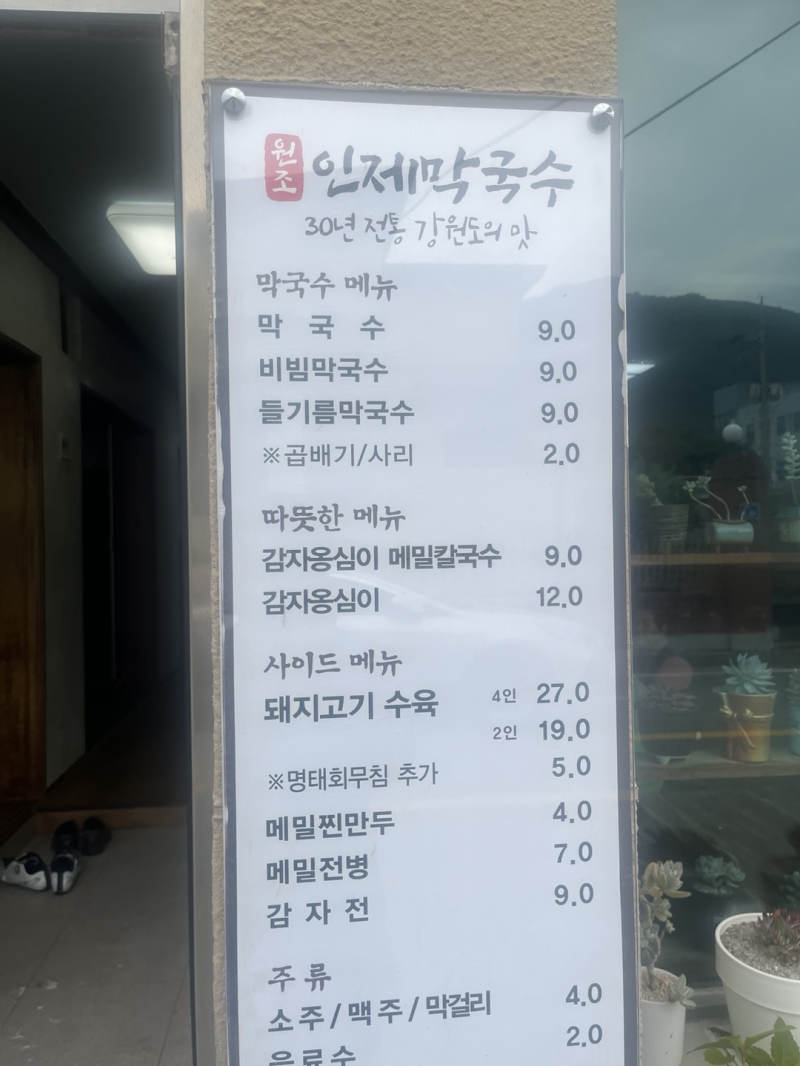 원조 인제막국수
30년 전통 강원도의 맛
막국수 메뉴
막 국 수 9.0
비빔막국수 9.0
들기름막국수 9.0
※곱배기/사리 2.0
따뜻한 메뉴
감자옹심이 메밀칼국수 9.0
감자옹심이 12.0
사이드 메뉴
돼지고기 수육 4인 27.0
2인 19.0
※명태회무침 추가 5.0
메밀찐만두 4.0
메밀전병 7.0
감 자 전 9.0
주 류
소주/맥주/막걸리 4.0
음료수 2.0